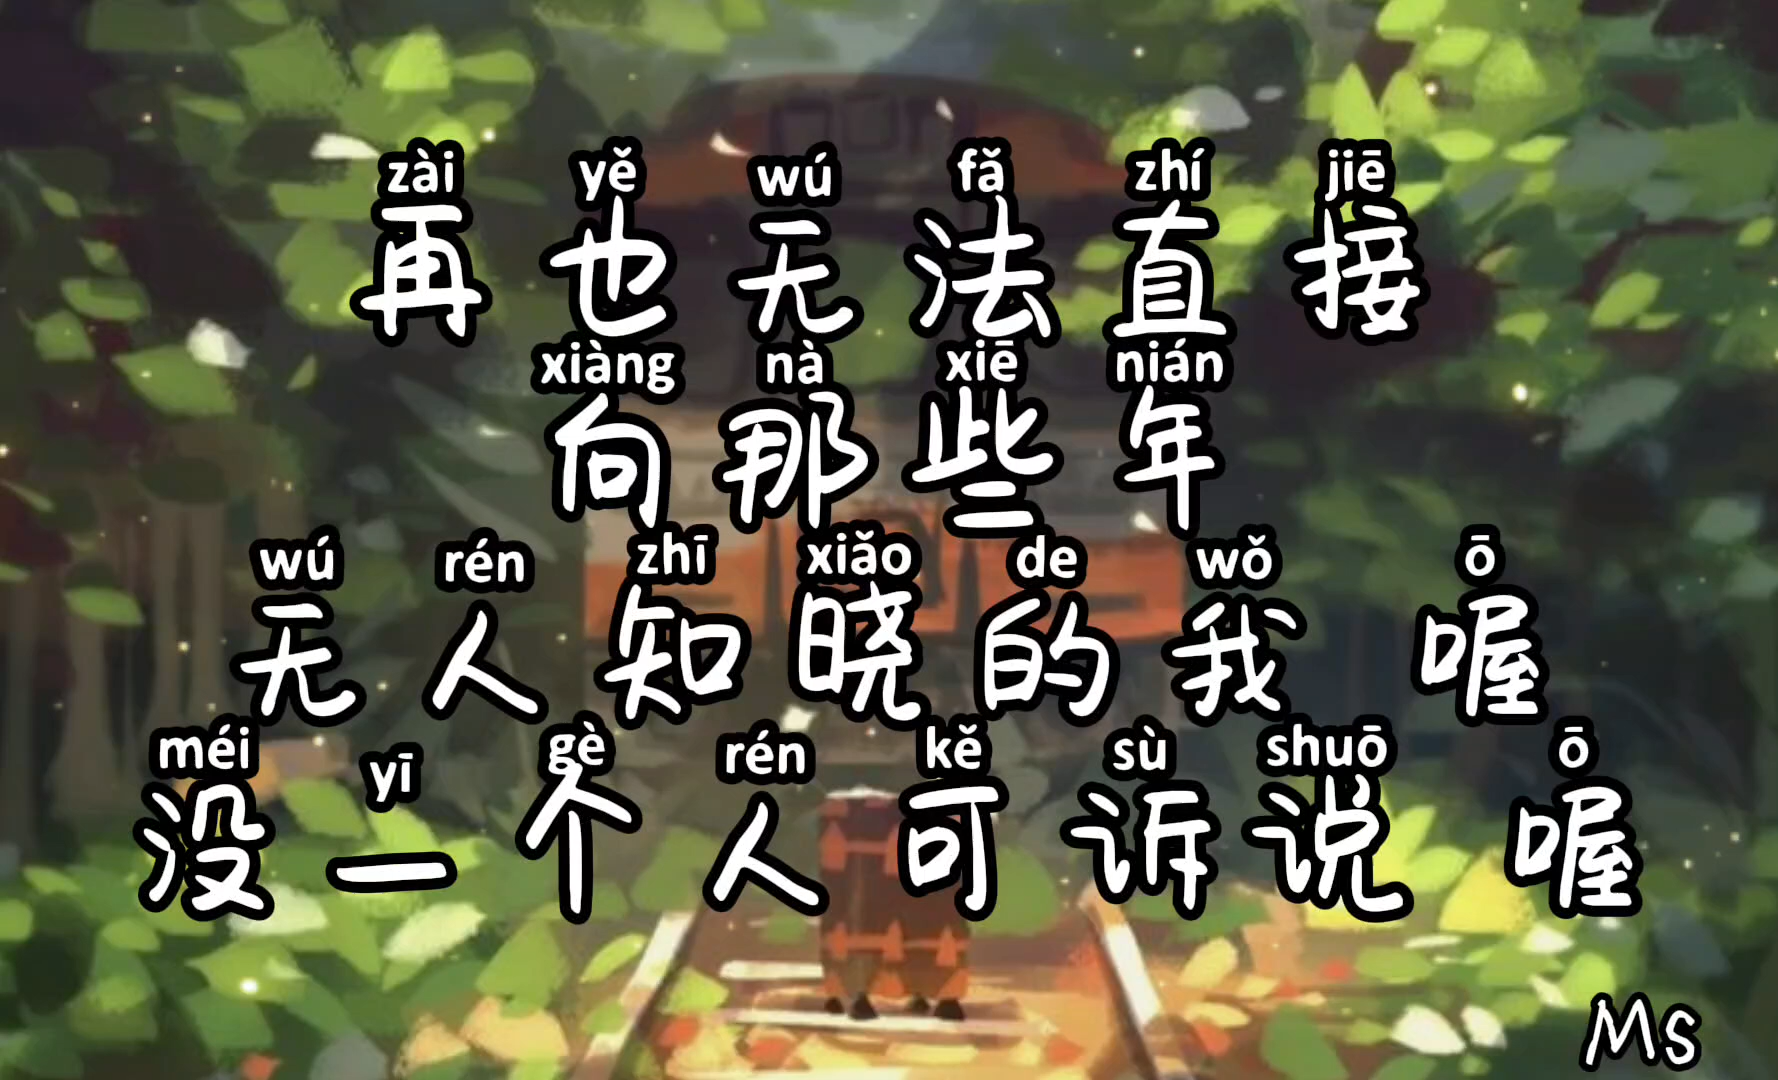 zài yě wú fǎ zhí jiē
再也无法直接
xiàng nà xiē nián
向那些年
wú rén zhī xiǎo de wǒ ō
无人知晓的我 喔
méi yī gè rén kě sù shuō ō
没一个人可诉说 喔
Ms